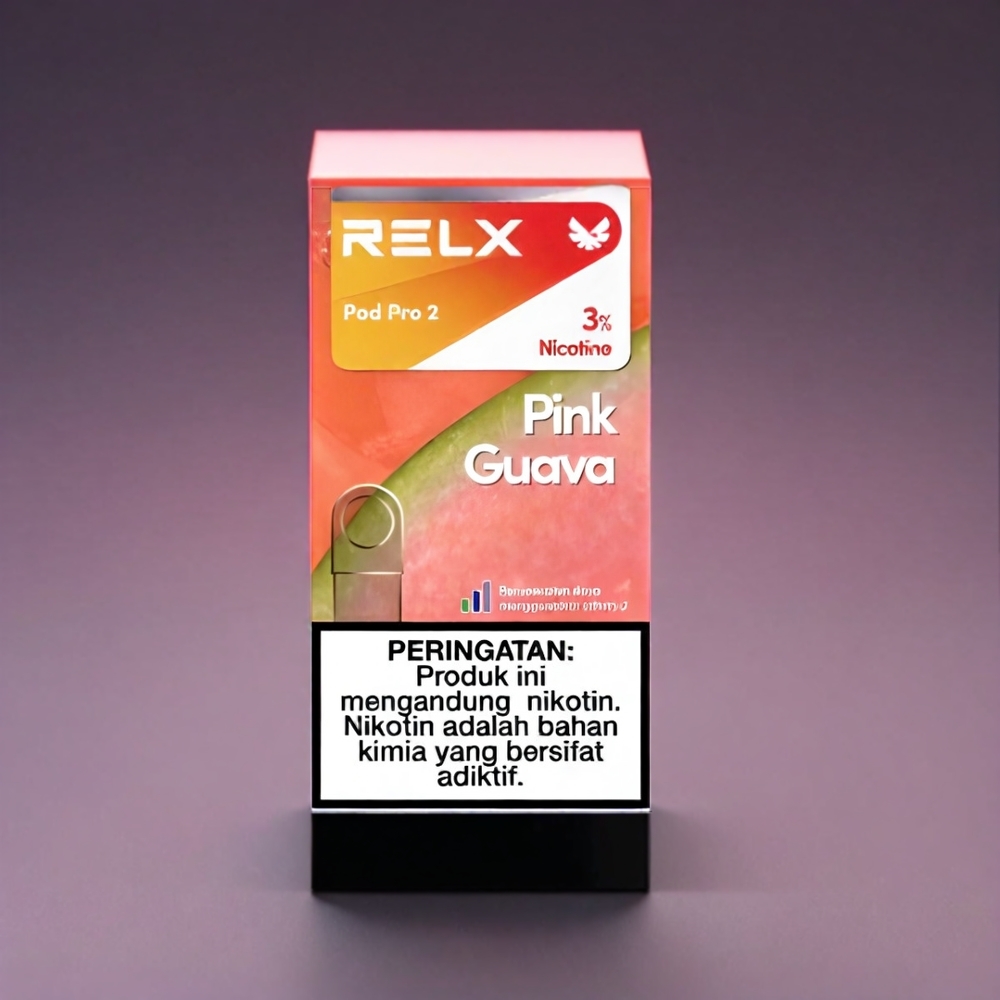 RELX
Pod Pro 2
3%
Nicotine
Pink
Guava
PERINGATAN:
Produk ini
mengandung nikotin.
Nikotin adalah bahan
kimia yang bersifat
adiktif.